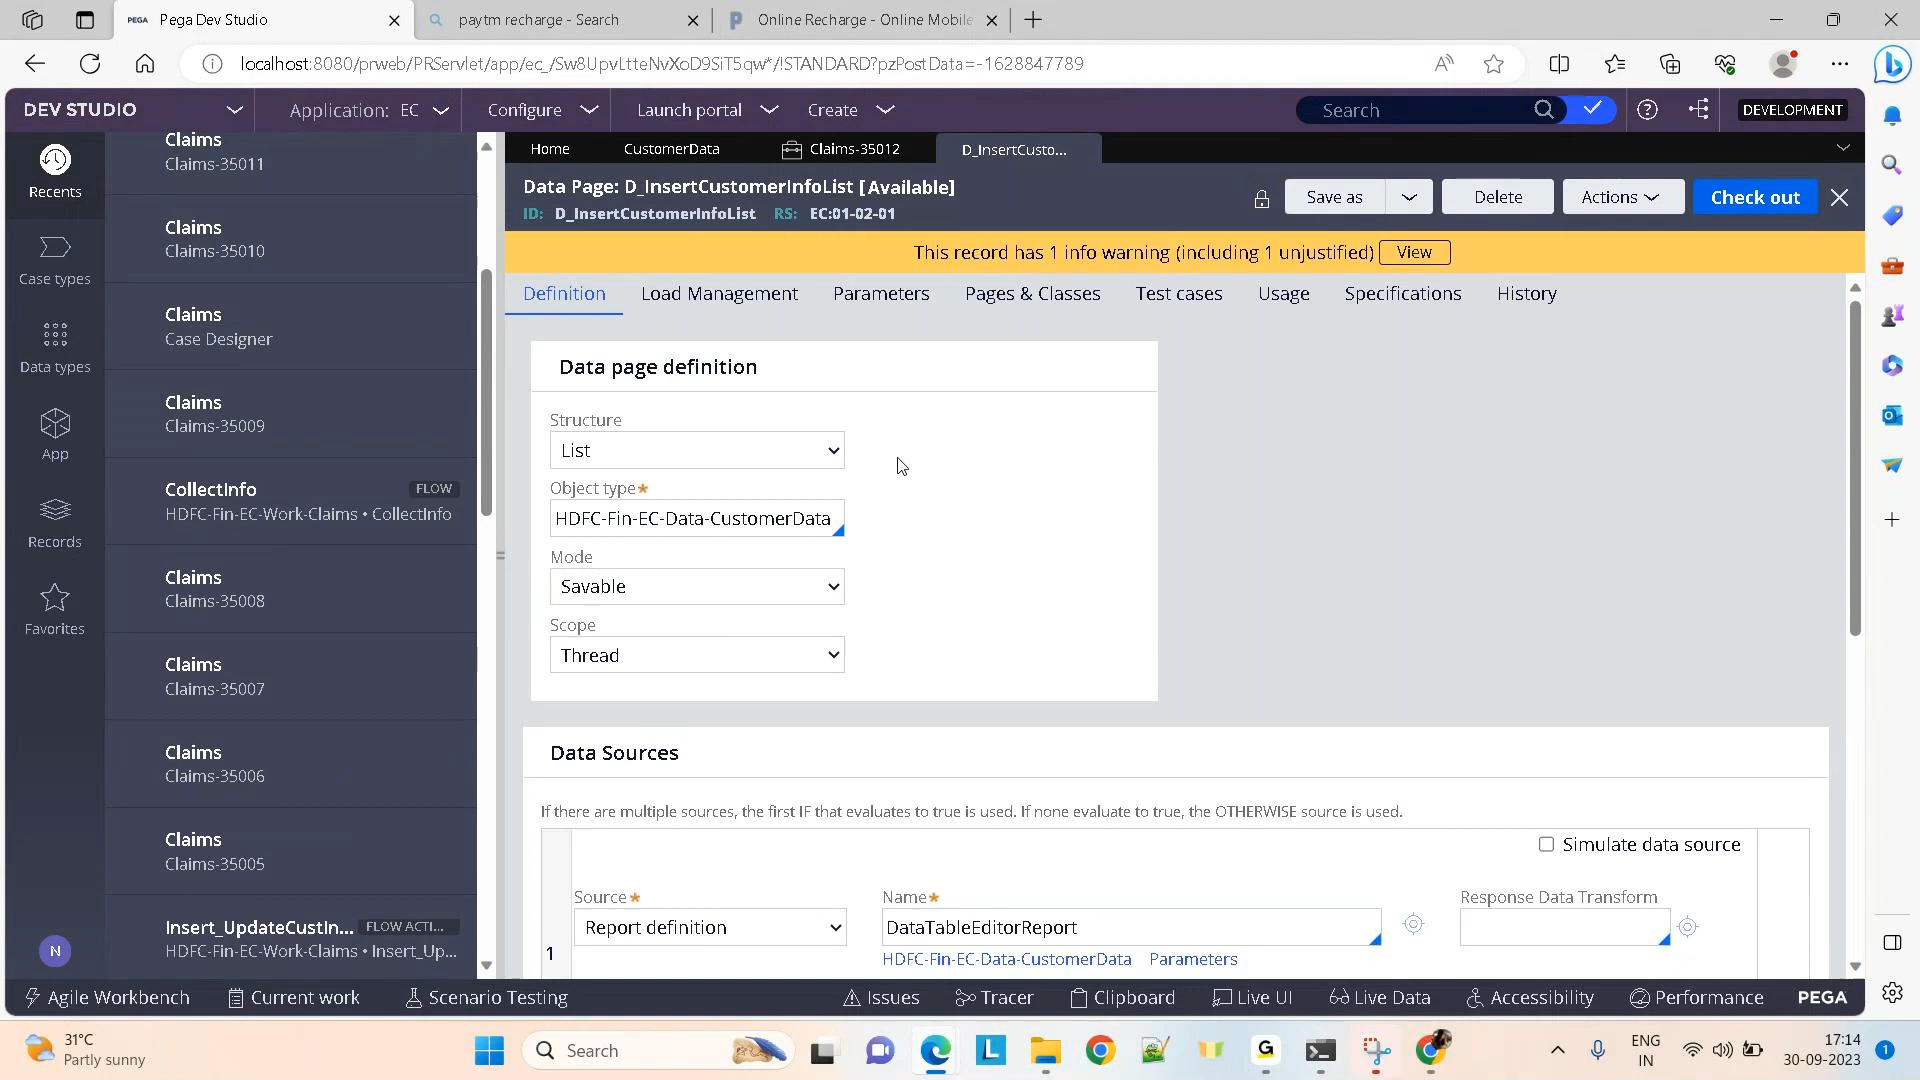 PEGA Pega Dev Studio
paytm recharge - Search
Online Recharge - Online Mobile
localhost:8080/prweb/PRServlet/app/ec_/Sw8UpvLtteNvXoD9SiT5qw*/!STANDARD?pzPostData=-1628847789
DEV STUDIO
Application: EC
Configure
Launch portal
Create
Search
DEVELOPMENT
Recents
Case types
Data types
App
Records
Favorites
N
Claims
Claims-35011
Claims
Claims-35010
Claims
Case Designer
Claims
Claims-35009
CollectInfo FLOW
HDFC-Fin-EC-Work-Claims • CollectInfo
Claims
Claims-35008
Claims
Claims-35007
Claims
Claims-35006
Claims
Claims-35005
Insert_UpdateCustIn... FLOW ACTI...
HDFC-Fin-EC-Work-Claims • Insert_Up...
Home
CustomerData
Claims-35012
D_InsertCusto...
Data Page: D_InsertCustomerInfoList [Available]
ID: D_InsertCustomerInfoList RS: EC:01-02-01
Save as
Delete
Actions
Check out
This record has 1 info warning (including 1 unjustified) View
Definition
Load Management
Parameters
Pages & Classes
Test cases
Usage
Specifications
History
Data page definition
Structure
List
Object type*
HDFC-Fin-EC-Data-CustomerData
Mode
Savable
Scope
Thread
Data Sources
If there are multiple sources, the first IF that evaluates to true is used. If none evaluate to true, the OTHERWISE source is used.
Simulate data source
Source*
Name*
Response Data Transform
1
Report definition
DataTableEditorReport
HDFC-Fin-EC-Data-CustomerData Parameters
Agile Workbench
Current work
Scenario Testing
Issues
Tracer
Clipboard
Live UI
Live Data
Accessibility
Performance
PEGA
31°C
Partly sunny
Search
ENG
IN
17:14
30-09-2023
1